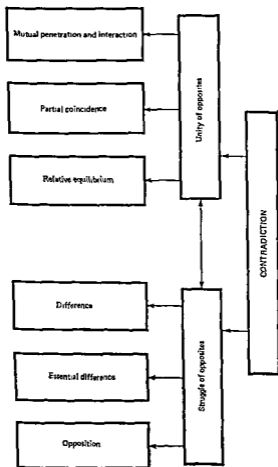 Mutual penetration and interaction
Partial coincidence
Relative equilibrium
Unity of opposites
CONTRADICTION
Difference
Essential difference
Opposition
Struggle of opposites